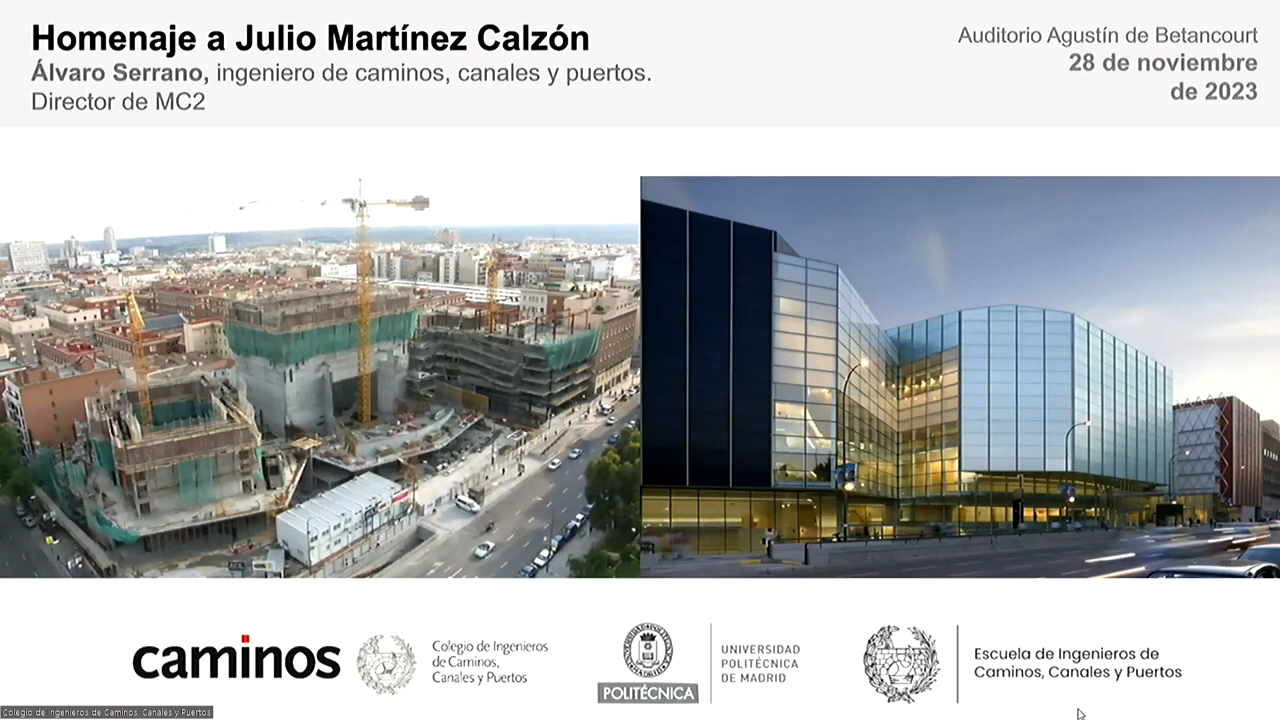 Homenaje a Julio Martínez Calzón
Álvaro Serrano, ingeniero de caminos, canales y puertos.
Director de MC2
Auditorio Agustín de Betancourt
28 de noviembre
de 2023
caminos
Colegio de Ingenieros
de Caminos,
Canales y Puertos
POLITÉCNICA
UNIVERSIDAD
POLITÉCNICA
DE MADRID
Escuela de Ingenieros de
Caminos, Canales y Puertos
Colegio de Ingenieros de Caminos, Canales y Puertos